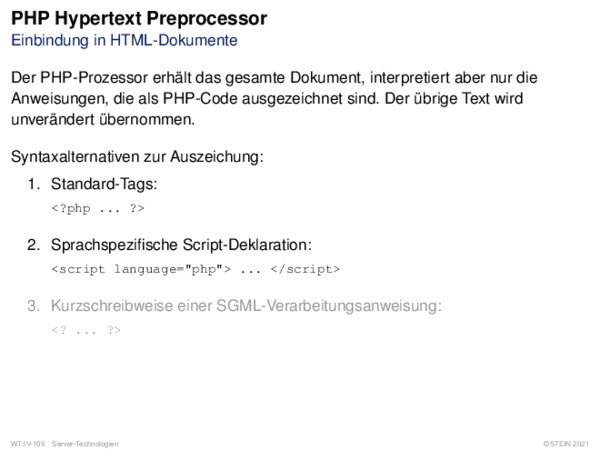 PHP Hypertext Preprocessor
Einbindung in HTML-Dokumente
Der PHP-Prozessor erhält das gesamte Dokument, interpretiert aber nur die
Anweisungen, die als PHP-Code ausgezeichnet sind. Der übrige Text wird
unverändert übernommen.
Syntaxalternativen zur Auszeichung:
1. Standard-Tags:
<?php ... ?>
2. Sprachspezifische Script-Deklaration:
<script language="php"> ... </script>
3. Kurzschreibweise einer SGML-Verarbeitungsanweisung:
<? ... ?>
WT:IV-109 Server-Technologien ©STEIN 2021